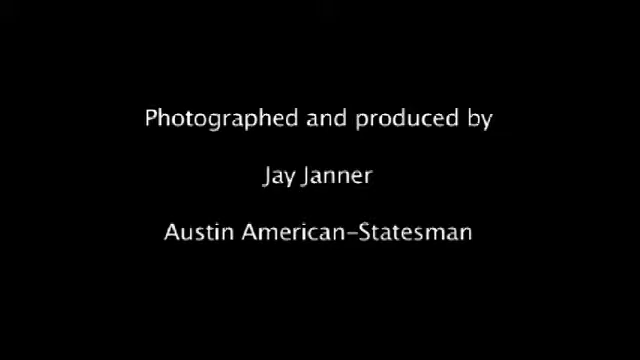 Photographed and produced by
Jay Janner
Austin American-Statesman